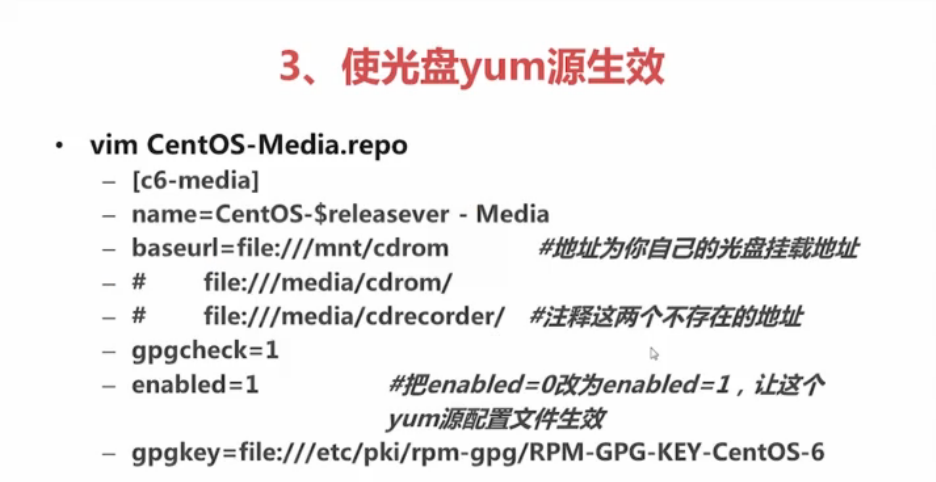 3、使光盘yum源生效
• vim CentOS-Media.repo
– [c6-media]
– name=CentOS-$releasever - Media
– baseurl=file:///mnt/cdrom #地址为你自己的光盘挂载地址
– # file:///media/cdrom/
– # file:///media/cdrecorder/ #注释这两个不存在的地址
– gpgcheck=1
– enabled=1 #把enabled=0改为enabled=1，让这个
yum源配置文件生效
– gpgkey=file:///etc/pki/rpm-gpg/RPM-GPG-KEY-CentOS-6